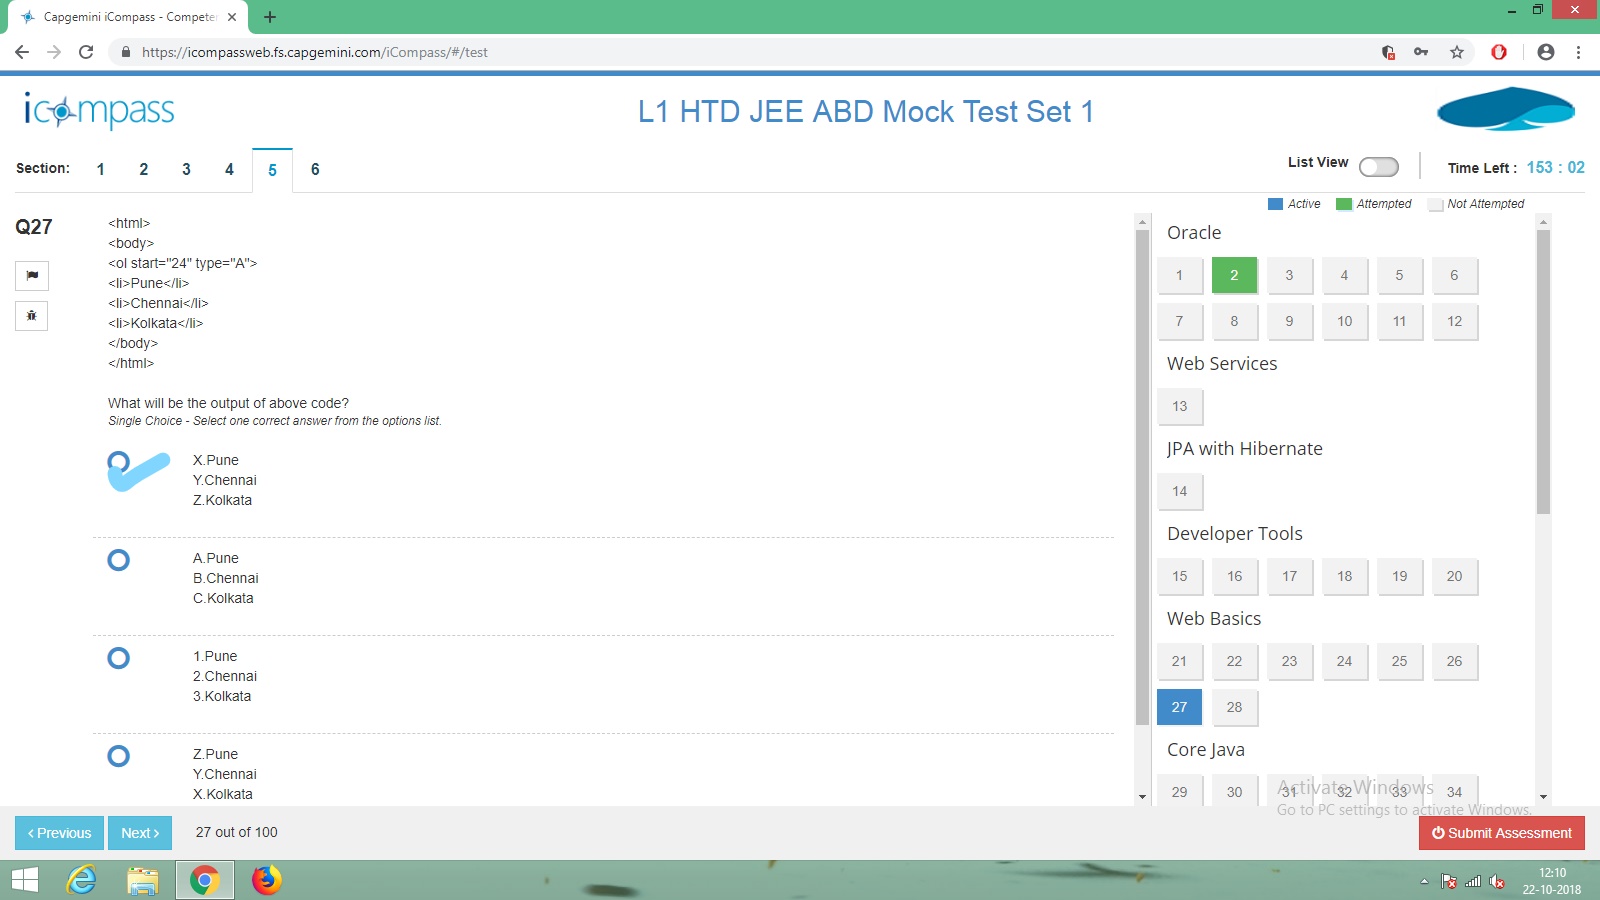 Capgemini iCompass - Competen
https://icompassweb.fs.capgemini.com/iCompass/#/test
icompass
L1 HTD JEE ABD Mock Test Set 1
Section: 1 2 3 4 5 6
List View
Time Left : 153 : 02
Active Attempted Not Attempted
Q27
<html>
<body>
<ol start="24" type="A">
<li>Pune</li>
<li>Chennai</li>
<li>Kolkata</li>
</body>
</html>
What will be the output of above code?
Single Choice - Select one correct answer from the options list.
X.Pune
Y.Chennai
Z.Kolkata
A.Pune
B.Chennai
C.Kolkata
1.Pune
2.Chennai
3.Kolkata
Z.Pune
Y.Chennai
X.Kolkata
Oracle
1 2 3 4 5 6
7 8 9 10 11 12
Web Services
13
JPA with Hibernate
14
Developer Tools
15 16 17 18 19 20
Web Basics
21 22 23 24 25 26
27 28
Core Java
29 30 31 32 33 34
Activate Windows
Go to PC settings to activate Windows.
Previous Next 27 out of 100
Submit Assessment
12:10
22-10-2018